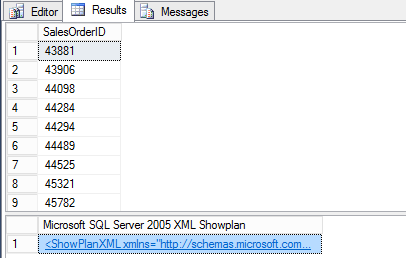 Editor Results Messages
SalesOrderID
1 43881
2 43906
3 44098
4 44284
5 44294
6 44489
7 44525
8 45321
9 45782
Microsoft SQL Server 2005 XML Showplan
1 <ShowPlanXML xmlns="http://schemas.microsoft.com...